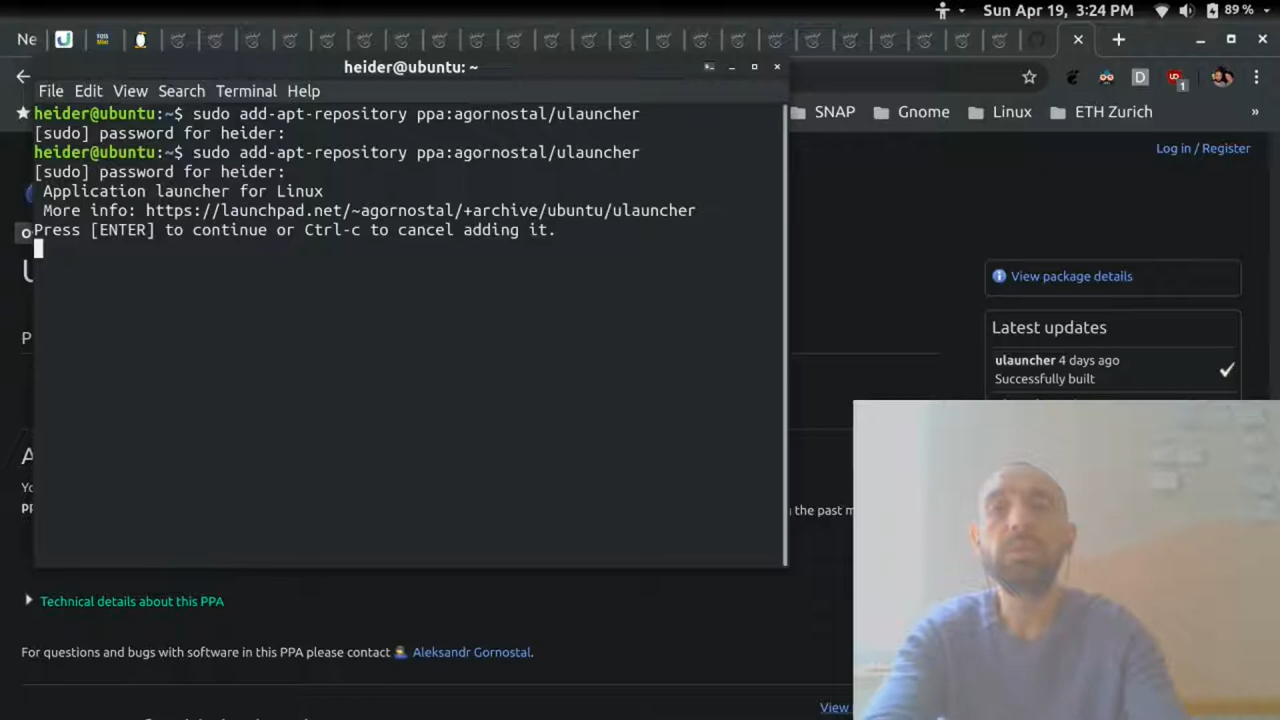 Sun Apr 19, 3:24 PM
89 %
Ne
heider@ubuntu: ~
File Edit View Search Terminal Help
SNAP
Gnome
Linux
ETH Zurich
»
D
1
heider@ubuntu:~$ sudo add-apt-repository ppa:agornostal/ulauncher
[sudo] password for heider:
heider@ubuntu:~$ sudo add-apt-repository ppa:agornostal/ulauncher
[sudo] password for heider:
Application launcher for Linux
More info: https://launchpad.net/~agornostal/+archive/ubuntu/ulauncher
Press [ENTER] to continue or Ctrl-c to cancel adding it.
Log in / Register
View package details
Latest updates
ulauncher 4 days ago
Successfully built
the past m
Technical details about this PPA
For questions and bugs with software in this PPA please contact Aleksandr Gornostal.
View